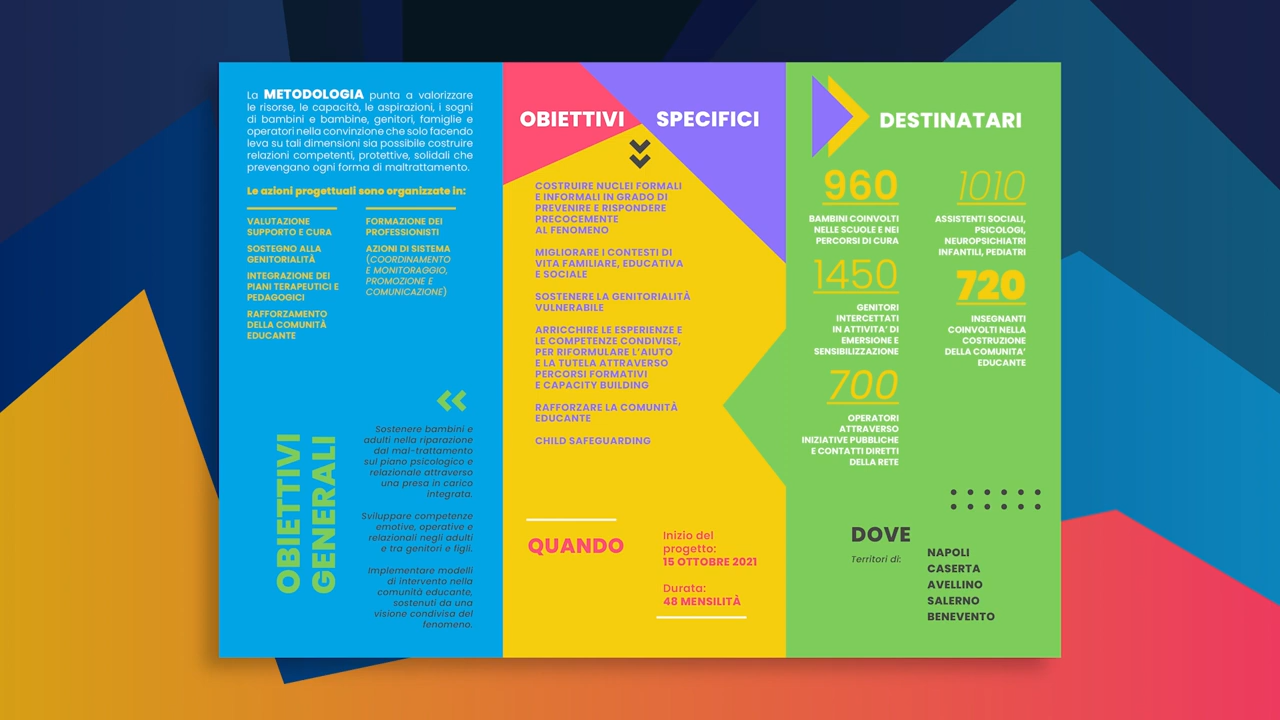 La METODOLOGIA punta a valorizzare
le risorse, le capacità, le aspirazioni, i sogni
di bambini e bambine, genitori, famiglie e
operatori nella convinzione che solo facendo
leva su tali dimensioni sia possibile costruire
relazioni competenti, protettive, solidali che
prevengano ogni forma di maltrattamento.
Le azioni progettuali sono organizzate in:
VALUTAZIONE
SUPPORTO E CURA
SOSTEGNO ALLA
GENITORIALITÀ
INTEGRAZIONE DEI
PIANI TERAPEUTICI E
PEDAGOGICI
RAFFORZAMENTO
DELLA COMUNITÀ
EDUCANTE
FORMAZIONE DEI
PROFESSIONISTI
AZIONI DI SISTEMA
(COORDINAMENTO
E MONITORAGGIO,
PROMOZIONE E
COMUNICAZIONE)
OBIETTIVI
GENERALI
Sostenere bambini e
adulti nella riparazione
dal mal-trattamento
sul piano psicologico e
relazionale attraverso
una presa in carico
integrata.
Sviluppare competenze
emotive, operative e
relazionali negli adulti
e tra genitori e figli.
Implementare modelli
di intervento nella
comunità educante,
sostenuti da una
visione condivisa del
fenomeno.
OBIETTIVI SPECIFICI
COSTRUIRE NUCLEI FORMALI
E INFORMALI IN GRADO DI
PREVENIRE E RISPONDERE
PRECOCEMENTE
AL FENOMENO
MIGLIORARE I CONTESTI DI
VITA FAMILIARE, EDUCATIVA
E SOCIALE
SOSTENERE LA GENITORIALITÀ
VULNERABILE
ARRICCHIRE LE ESPERIENZE E
LE COMPETENZE CONDIVISE,
PER RIFORMULARE L'AIUTO
E LA TUTELA ATTRAVERSO
PERCORSI FORMATIVI
E CAPACITY BUILDING
RAFFORZARE LA COMUNITÀ
EDUCANTE
CHILD SAFEGUARDING
QUANDO
Inizio del
progetto:
15 OTTOBRE 2021
Durata:
48 MENSILITÀ
DESTINATARI
960
BAMBINI COINVOLTI
NELLE SCUOLE E NEI
PERCORSI DI CURA
1450
GENITORI
INTERCETTATI
IN ATTIVITA' DI
EMERSIONE E
SENSIBILIZZAZIONE
700
OPERATORI
ATTRAVERSO
INIZIATIVE PUBBLICHE
E CONTATTI DIRETTI
DELLA RETE
1010
ASSISTENTI SOCIALI,
PSICOLOGI,
NEUROPSICHIATRI
INFANTILI, PEDIATRI
720
INSEGNANTI
COINVOLTI NELLA
COSTRUZIONE
DELLA COMUNITA'
EDUCANTE
DOVE
Territori di:
NAPOLI
CASERTA
AVELLINO
SALERNO
BENEVENTO